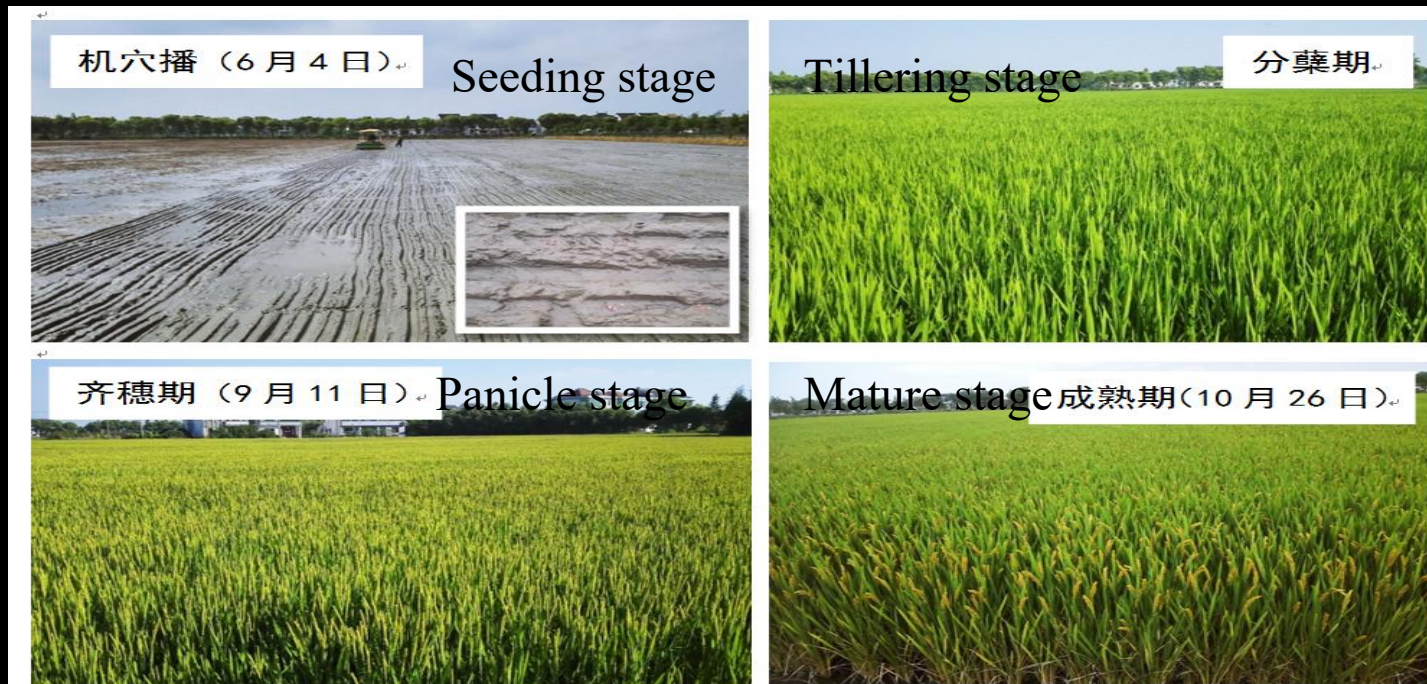 机穴播（6月4日）
Seeding stage
Tillering stage
分蘖期
齐穗期（9月11日）
Panicle stage
Mature stage
成熟期(10月26日)